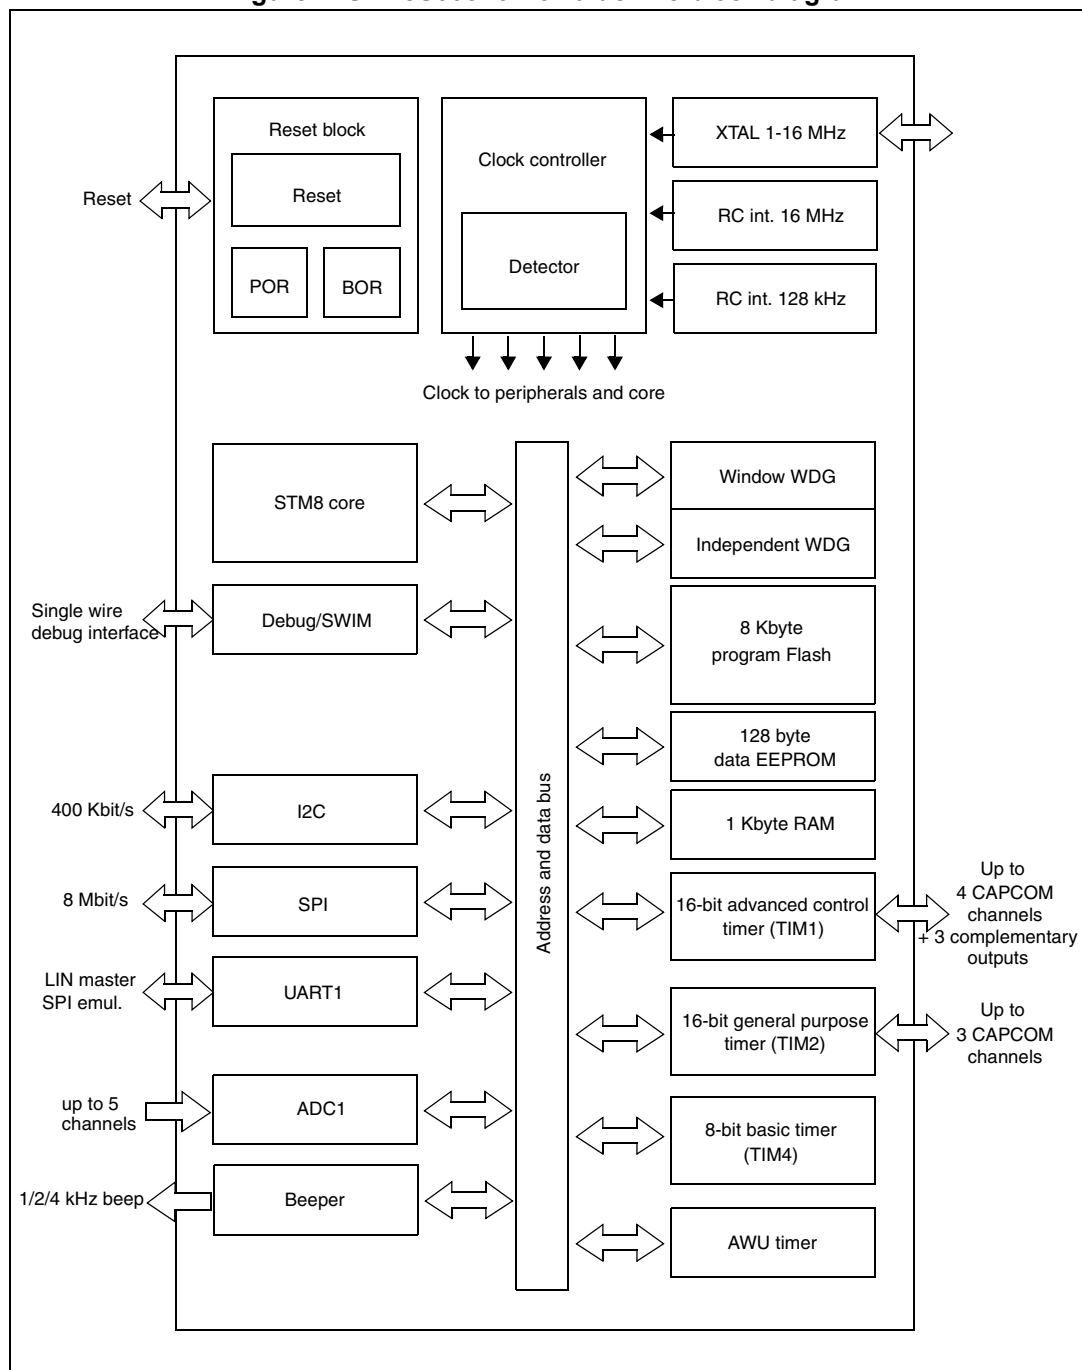 Reset block
Reset
POR
BOR
Reset
Clock controller
Detector
XTAL 1-16 MHz
RC int. 16 MHz
RC int. 128 kHz
Clock to peripherals and core
STM8 core
Debug/SWIM
Single wire
debug interface
I2C
400 Kbit/s
SPI
8 Mbit/s
UART1
LIN master
SPI emul.
ADC1
up to 5
channels
Beeper
1/2/4 kHz beep
Address and data bus
Window WDG
Independent WDG
8 Kbyte
program Flash
128 byte
data EEPROM
1 Kbyte RAM
16-bit advanced control
timer (TIM1)
Up to
4 CAPCOM
channels
+ 3 complementary
outputs
16-bit general purpose
timer (TIM2)
Up to
3 CAPCOM
channels
8-bit basic timer
(TIM4)
AWU timer